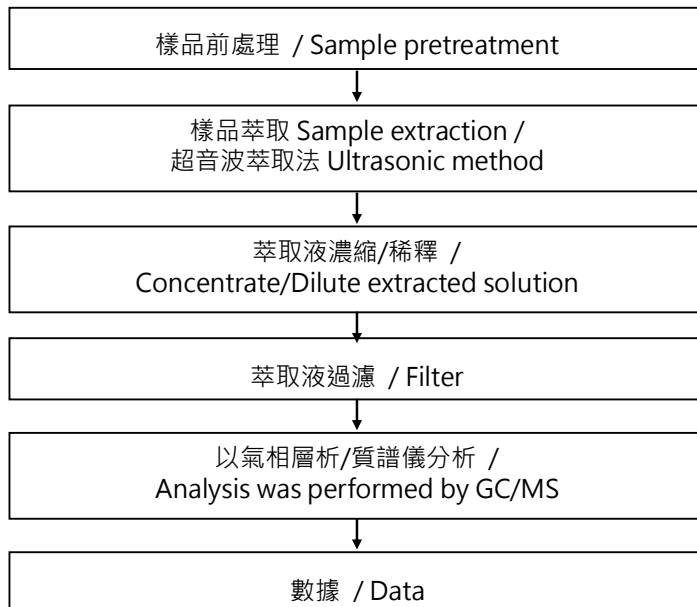 樣品前處理 / Sample pretreatment
樣品萃取 Sample extraction /
超音波萃取法 Ultrasonic method
萃取液濃縮/稀釋 /
Concentrate/Dilute extracted solution
萃取液過濾 / Filter
以氣相層析/質譜儀分析 /
Analysis was performed by GC/MS
數據 / Data